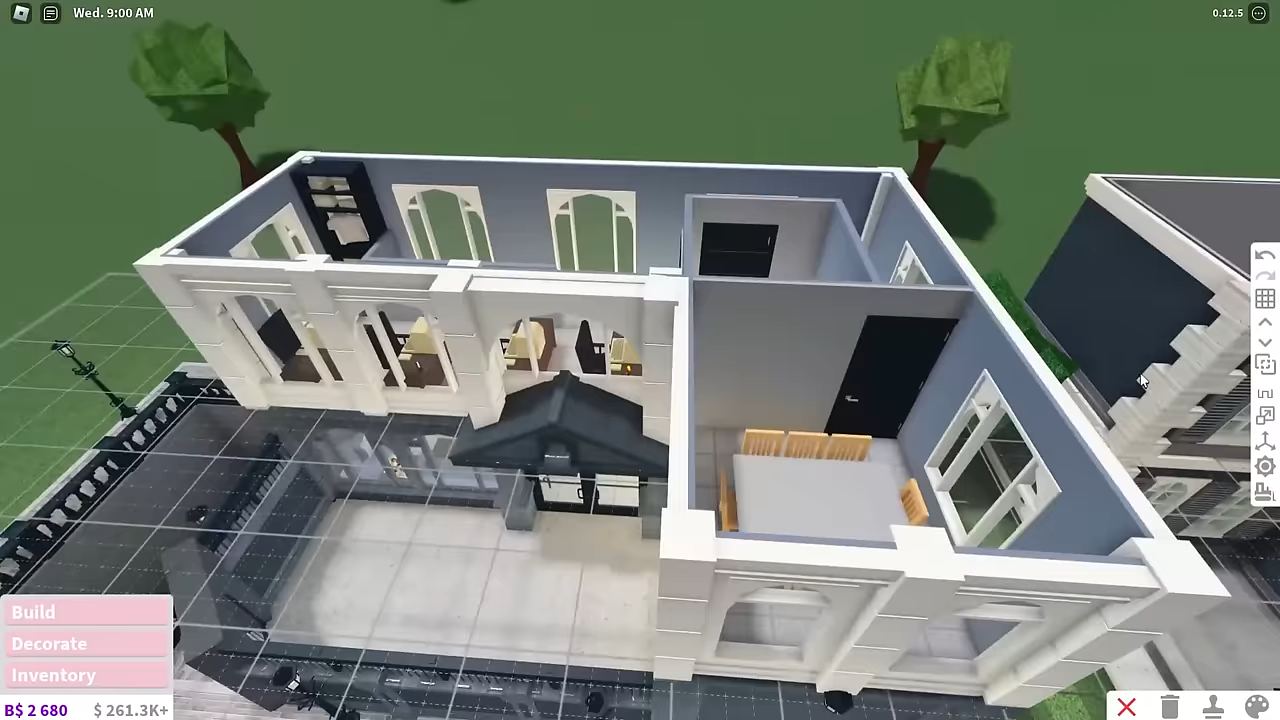 Wed. 9:00 AM
0.12.5
Build
Decorate
Inventory
B$ 2 680
$ 261.3K+